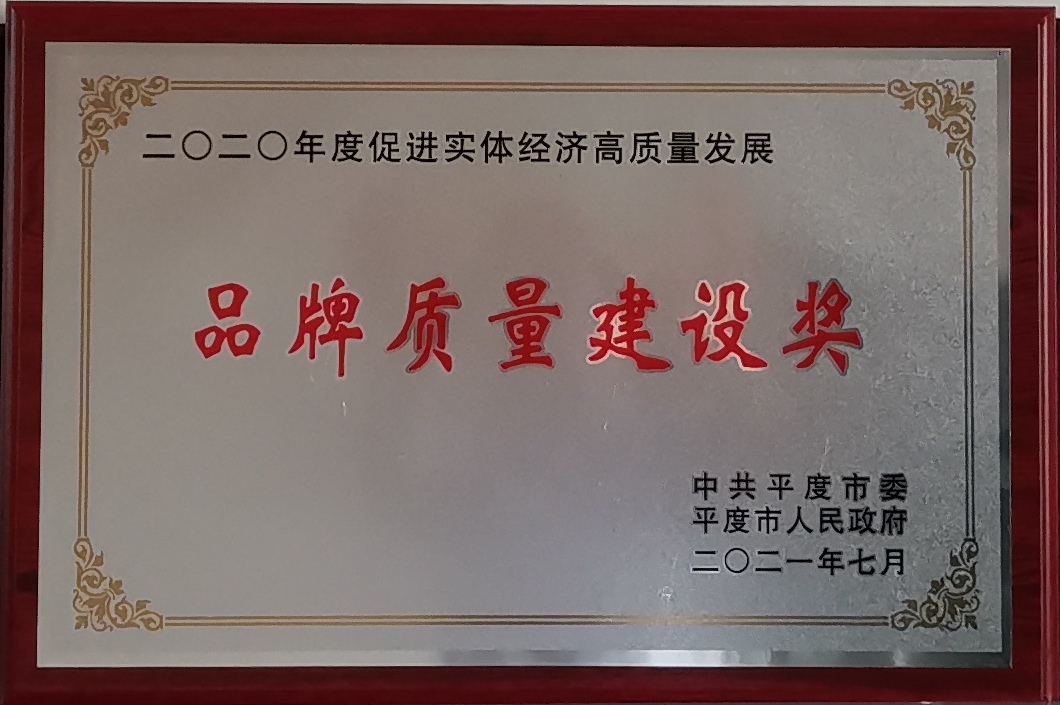 二〇二〇年度促进实体经济高质量发展
品牌质量建设奖
中共平度市委
平度市人民政府
二〇二一年七月